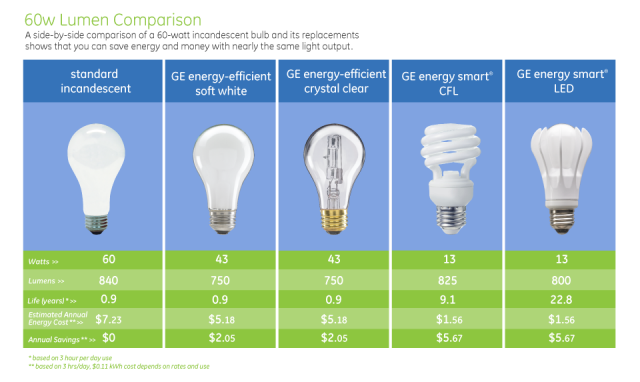 60w Lumen Comparison
A side-by-side comparison of a 60-watt incandescent bulb and its replacements
shows that you can save energy and money with nearly the same light output.
standard
incandescent
GE energy-efficient
soft white
GE energy-efficient
crystal clear
GE energy smart®
CFL
GE energy smart®
LED
Watts >> 60 43 43 13 13
Lumens >> 840 750 750 825 800
Life (years) * >> 0.9 0.9 0.9 9.1 22.8
Estimated Annual
Energy Cost ** >> $7.23 $5.18 $5.18 $1.56 $1.56
Annual Savings ** >> $0 $2.05 $2.05 $5.67 $5.67
* based on 3 hour per day use
** based on 3 hrs/day, $0.11 kWh cost depends on rates and use